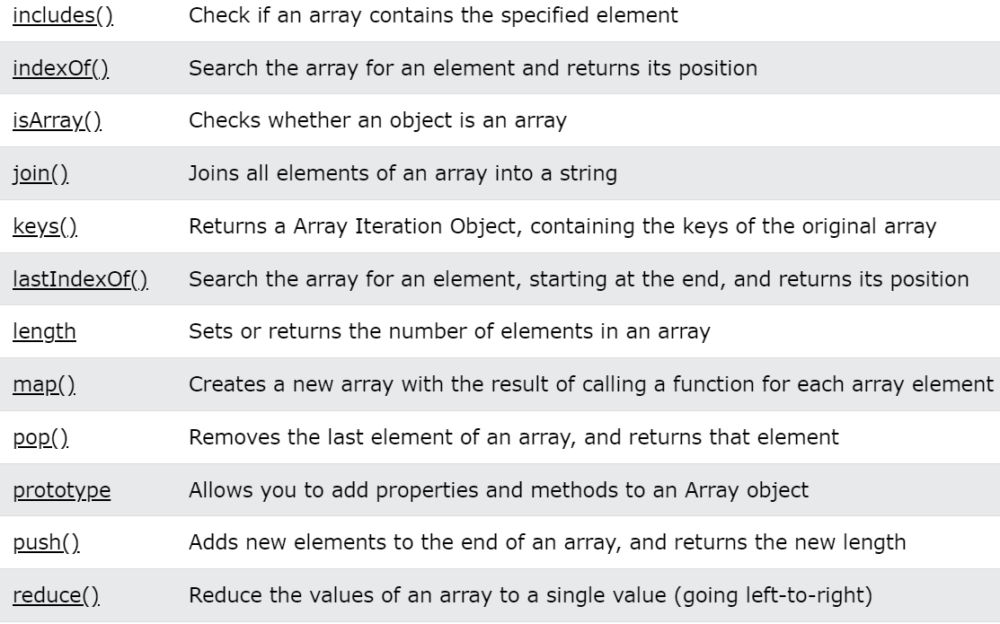 includes() Check if an array contains the specified element
indexOf() Search the array for an element and returns its position
isArray() Checks whether an object is an array
join() Joins all elements of an array into a string
keys() Returns a Array Iteration Object, containing the keys of the original array
lastIndexOf() Search the array for an element, starting at the end, and returns its position
length Sets or returns the number of elements in an array
map() Creates a new array with the result of calling a function for each array element
pop() Removes the last element of an array, and returns that element
prototype Allows you to add properties and methods to an Array object
push() Adds new elements to the end of an array, and returns the new length
reduce() Reduce the values of an array to a single value (going left-to-right)